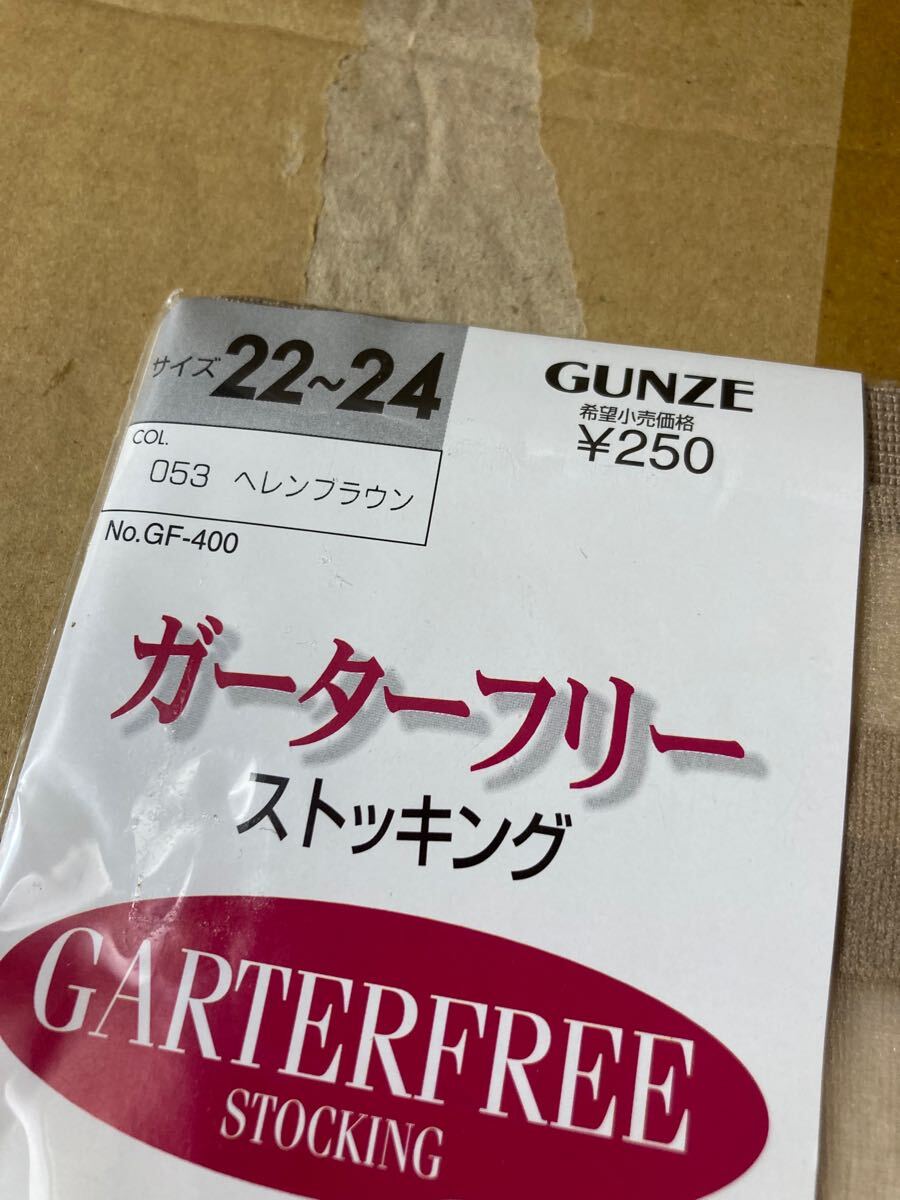 サイズ 22~24
COL.
053 ヘレンブラウン
No.GF-400
GUNZE
希望小売価格
¥250
ガーターフリー
ストッキング
GARTERFREE
STOCKING